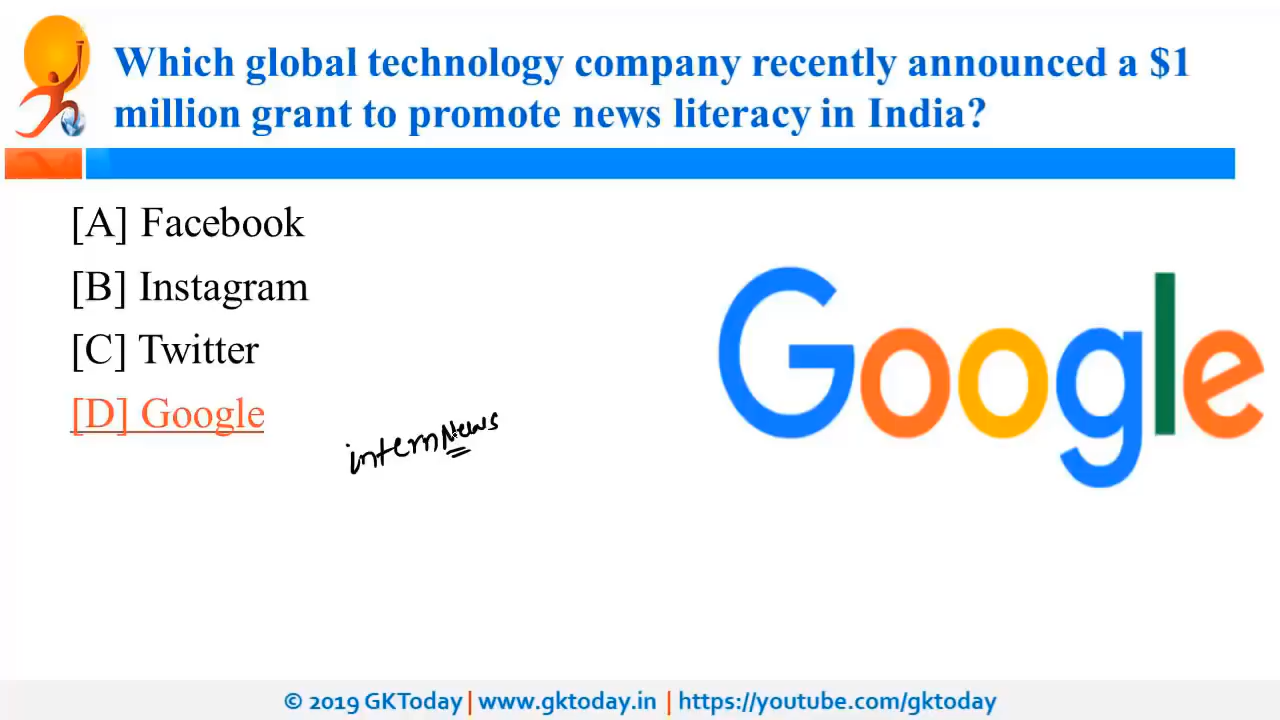 Which global technology company recently announced a $1
million grant to promote news literacy in India?
[A] Facebook
[B] Instagram
[C] Twitter
[D] Google
internNews
Google
© 2019 GKToday | www.gktoday.in | https://youtube.com/gktoday